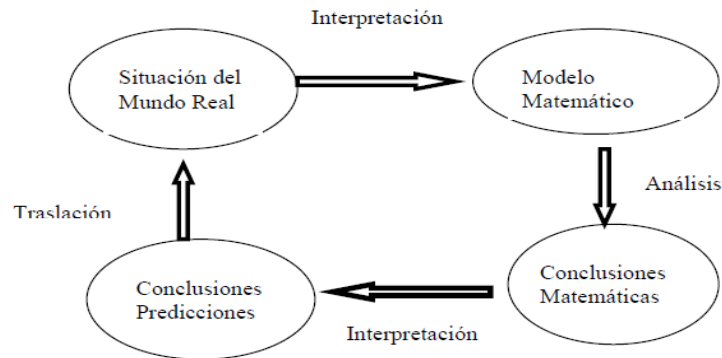 Interpretación
Situación del
Mundo Real
Modelo
Matemático
Análisis
Traslación
Conclusiones
Predicciones
Conclusiones
Matemáticas
Interpretación